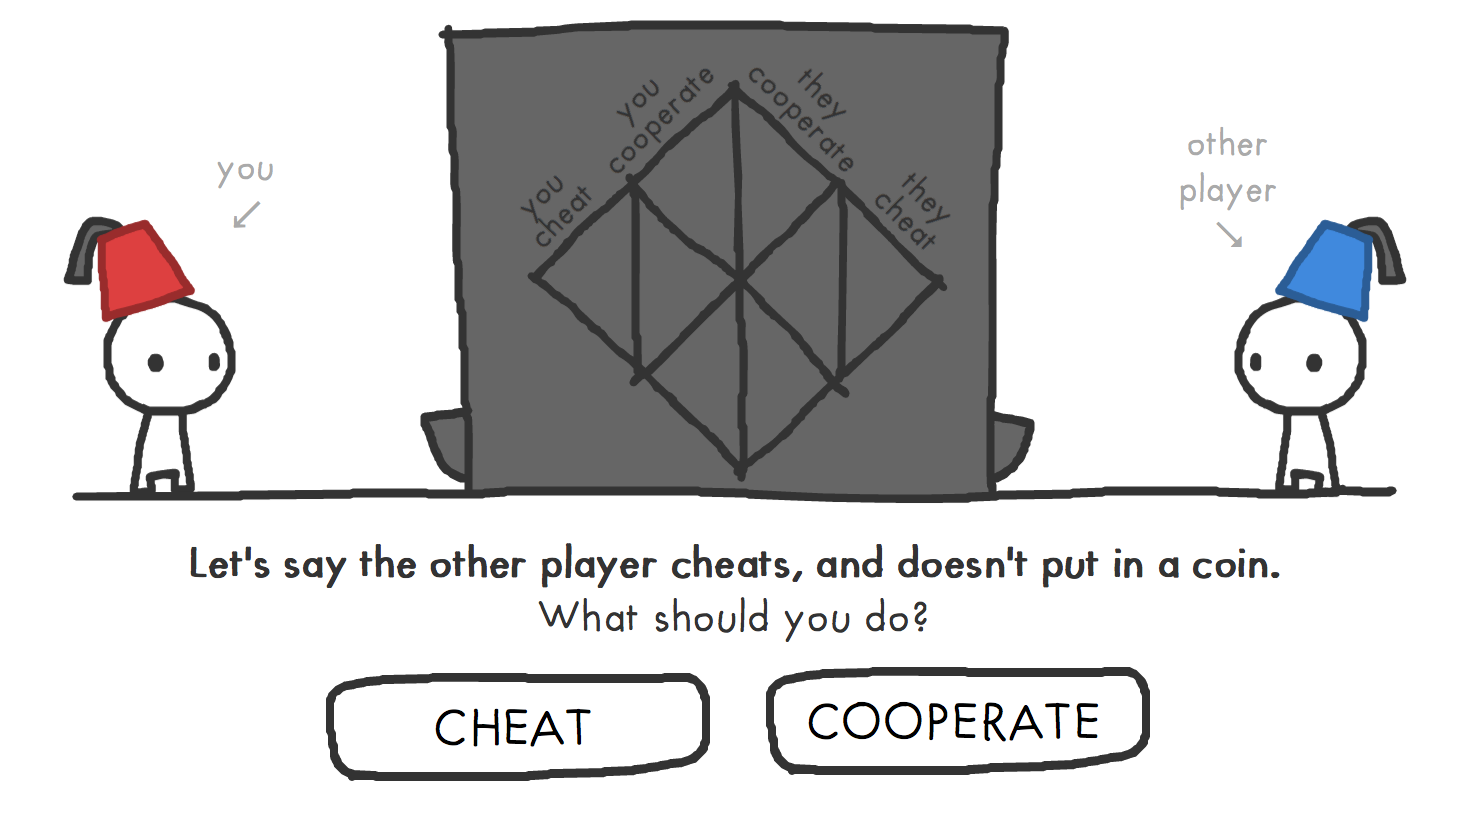 you
cooperate
they
cooperate
you
cheat
they
cheat
you
other
player
Let's say the other player cheats, and doesn't put in a coin.
What should you do?
CHEAT
COOPERATE